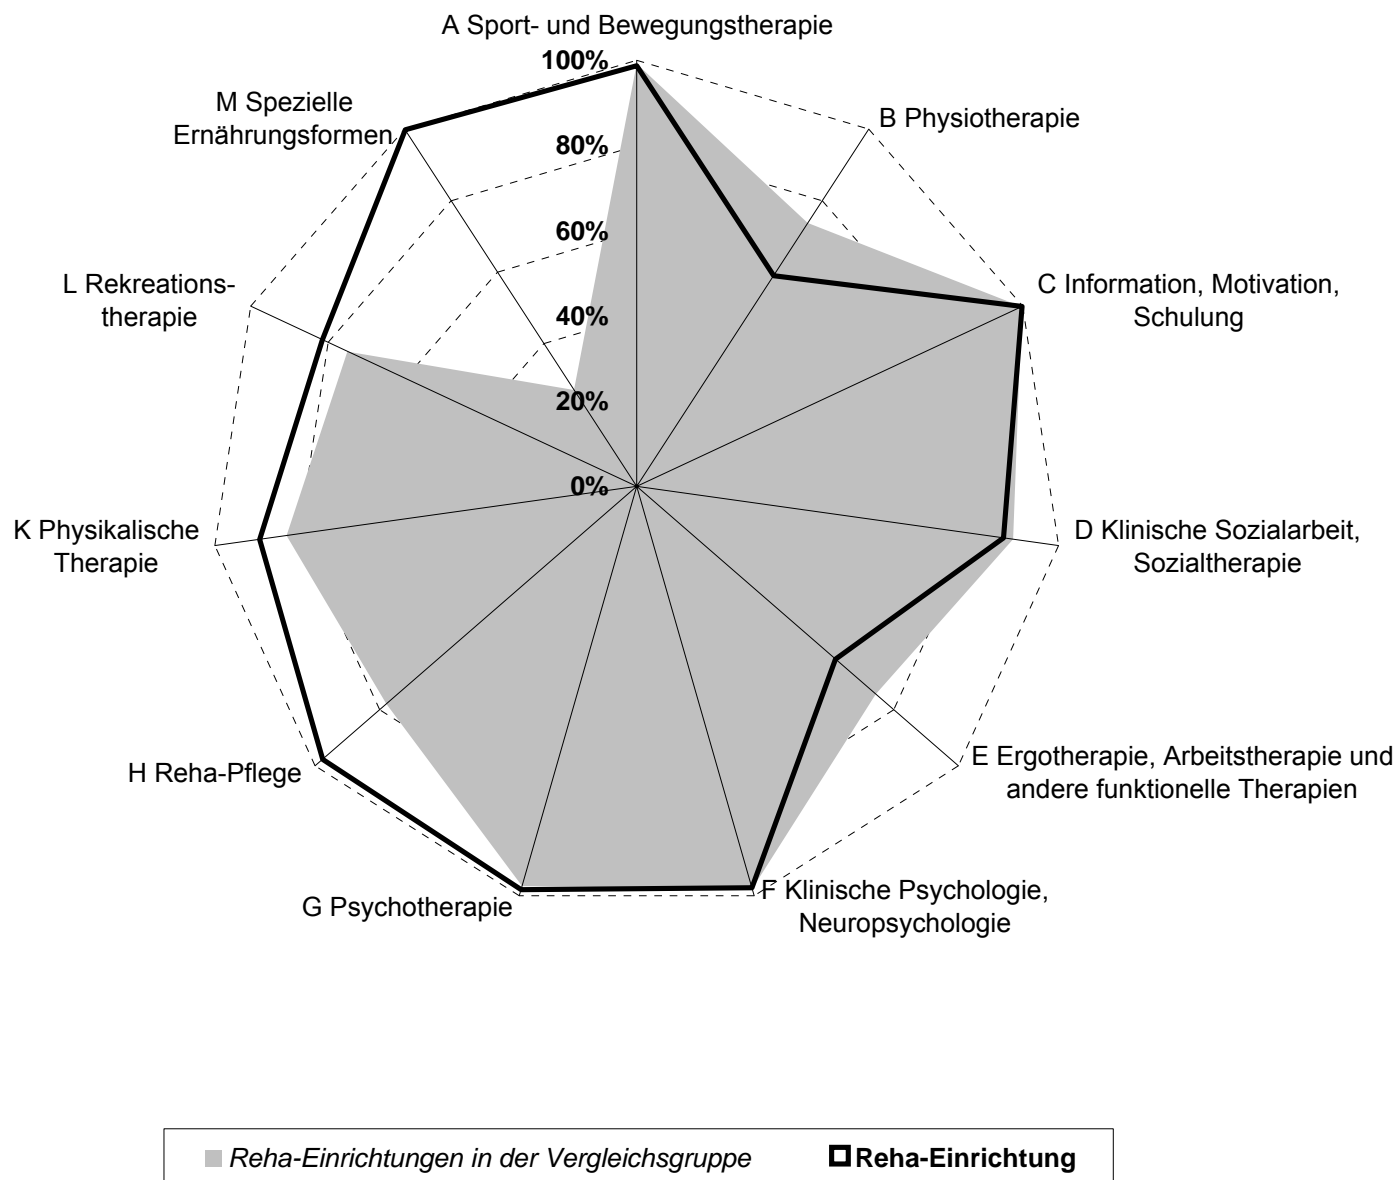 A Sport- und Bewegungstherapie
100%
M Spezielle
Ernährungsformen
B Physiotherapie
80%
60%
L Rekreations-
therapie
C Information, Motivation,
Schulung
40%
20%
0%
K Physikalische
Therapie
D Klinische Sozialarbeit,
Sozialtherapie
H Reha-Pflege
E Ergotherapie, Arbeitstherapie und
andere funktionelle Therapien
G Psychotherapie
F Klinische Psychologie,
Neuropsychologie
Reha-Einrichtungen in der Vergleichsgruppe
Reha-Einrichtung